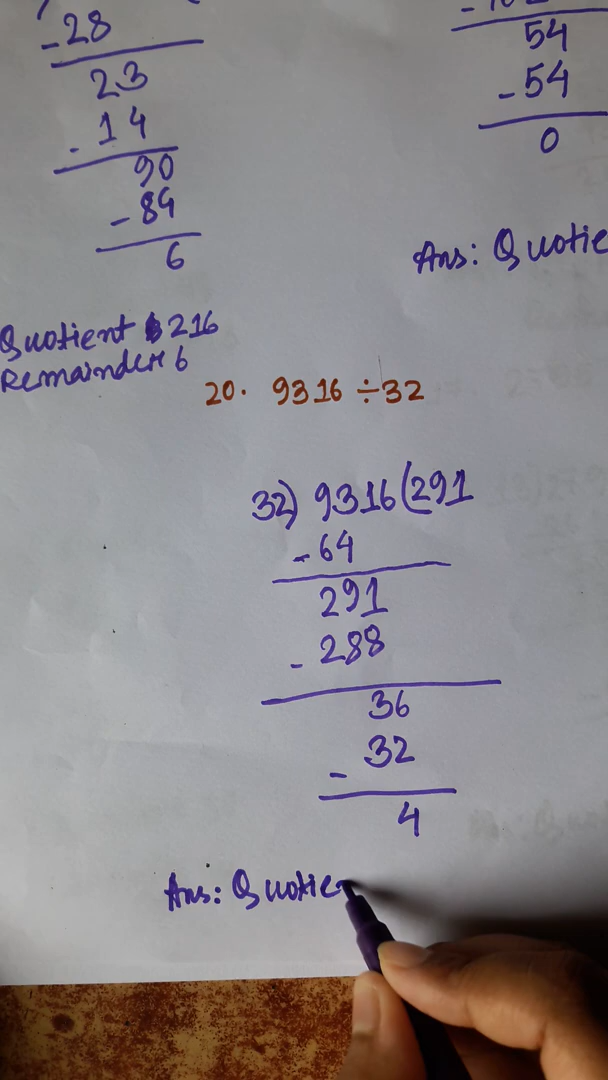 -28
23
-14
90
-84
6
Quotient 216
Remainder 6
54
-54
0
Ans: Quotie
20. 9316 ÷ 32
32) 9316 (291
-64
291
-288
36
-32
4
Ans: Quotie